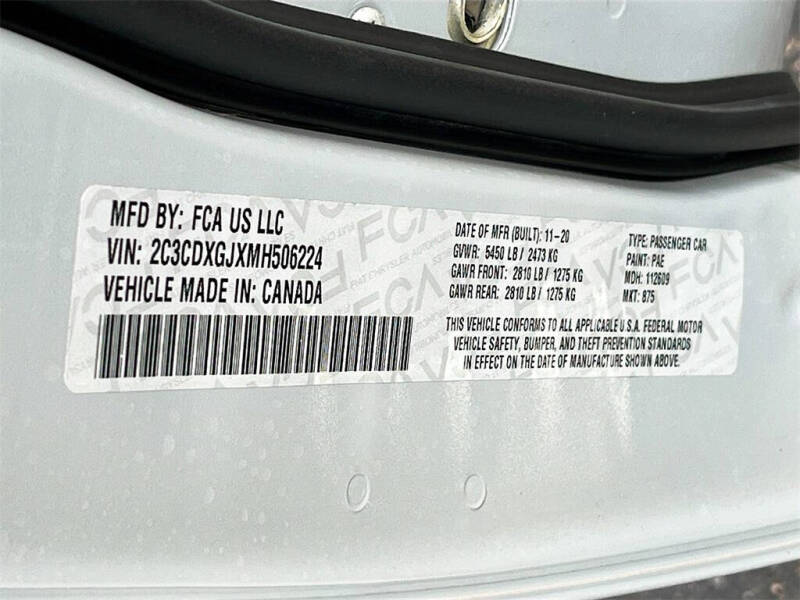 MFD BY: FCA US LLC
VIN: 2C3CDXGJXMH506224
VEHICLE MADE IN: CANADA
DATE OF MFR (BUILT): 11-20
GVWR: 5450 LB / 2473 KG
GAWR FRONT: 2810 LB / 1275 KG
GAWR REAR: 2810 LB / 1275 KG
TYPE: PASSENGER CAR
PAINT: PAE
MDH: 112609
MKT: B75
THIS VEHICLE CONFORMS TO ALL APPLICABLE U.S.A. FEDERAL MOTOR
VEHICLE SAFETY, BUMPER, AND THEFT PREVENTION STANDARDS
IN EFFECT ON THE DATE OF MANUFACTURE SHOWN ABOVE.